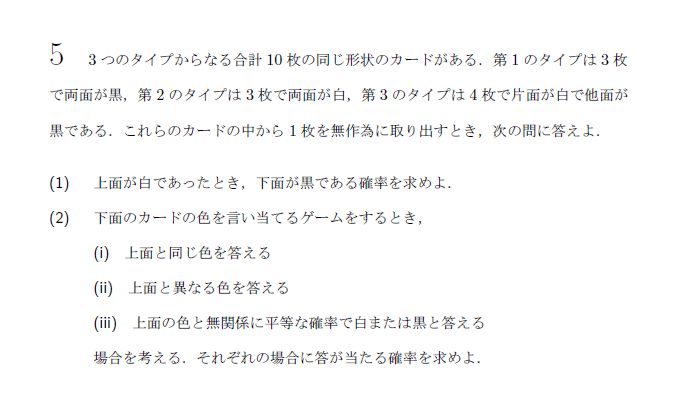 5 3 つのタイプからなる合計 10 枚の同じ形状のカードがある．第 1 のタイプは 3 枚
で両面が黒，第 2 のタイプは 3 枚で両面が白，第 3 のタイプは 4 枚で片面が白で他面が
黒である．これらのカードの中から 1 枚を無作為に取り出すとき，次の問に答えよ．
(1) 上面が白であったとき，下面が黒である確率を求めよ．
(2) 下面のカードの色を言い当てるゲームをするとき，
(i) 上面と同じ色を答える
(ii) 上面と異なる色を答える
(iii) 上面の色と無関係に平等な確率で白または黒と答える
場合を考える．それぞれの場合に答が当たる確率を求めよ．